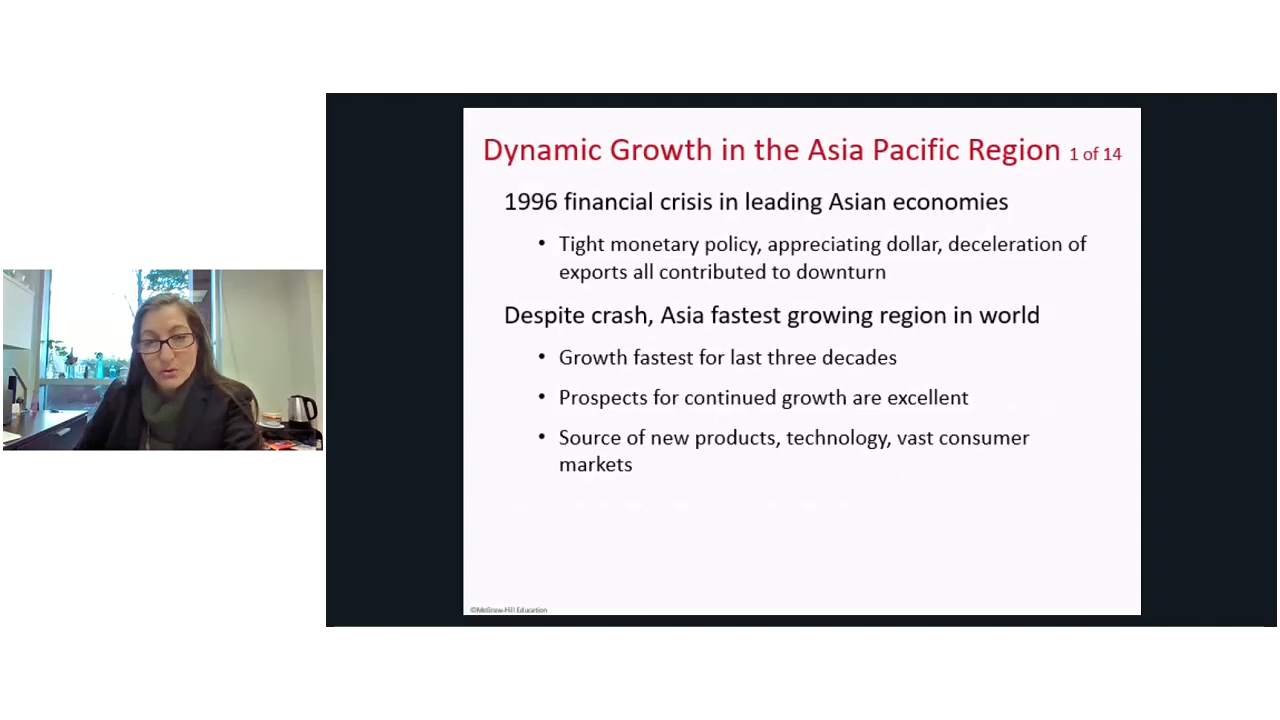 Dynamic Growth in the Asia Pacific Region 1 of 14
1996 financial crisis in leading Asian economies
• Tight monetary policy, appreciating dollar, deceleration of
exports all contributed to downturn
Despite crash, Asia fastest growing region in world
• Growth fastest for last three decades
• Prospects for continued growth are excellent
• Source of new products, technology, vast consumer
markets
©McGraw-Hill Education